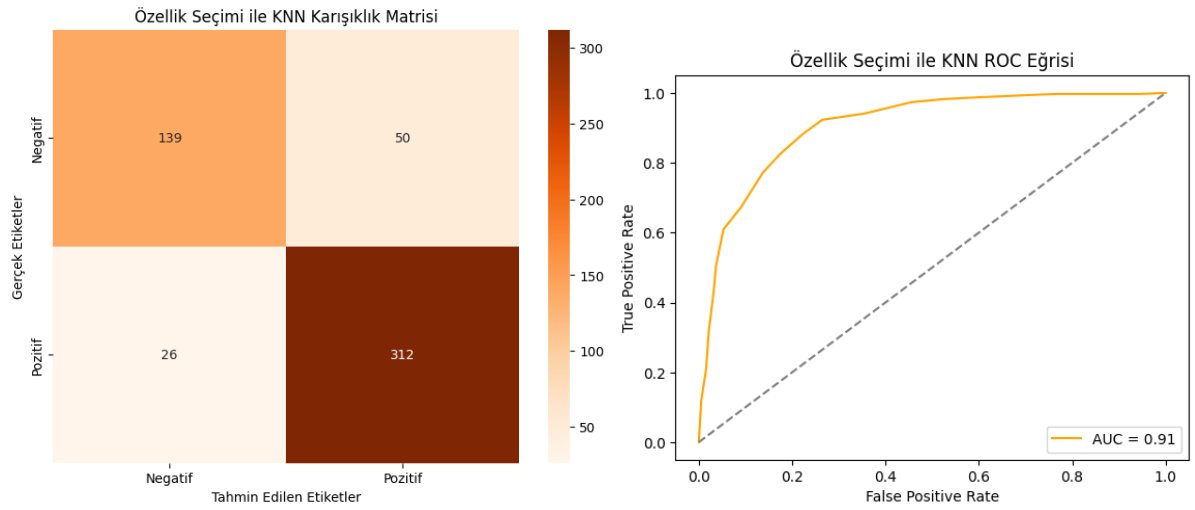 Özellik Seçimi ile KNN Karışıklık Matrisi
Gerçek Etiketler
Negatif
Pozitif
139
50
26
312
Negatif
Pozitif
Tahmin Edilen Etiketler
300
250
200
150
100
50
Özellik Seçimi ile KNN ROC Eğrisi
True Positive Rate
1.0
0.8
0.6
0.4
0.2
0.0
AUC = 0.91
0.0
0.2
0.4
0.6
0.8
1.0
False Positive Rate